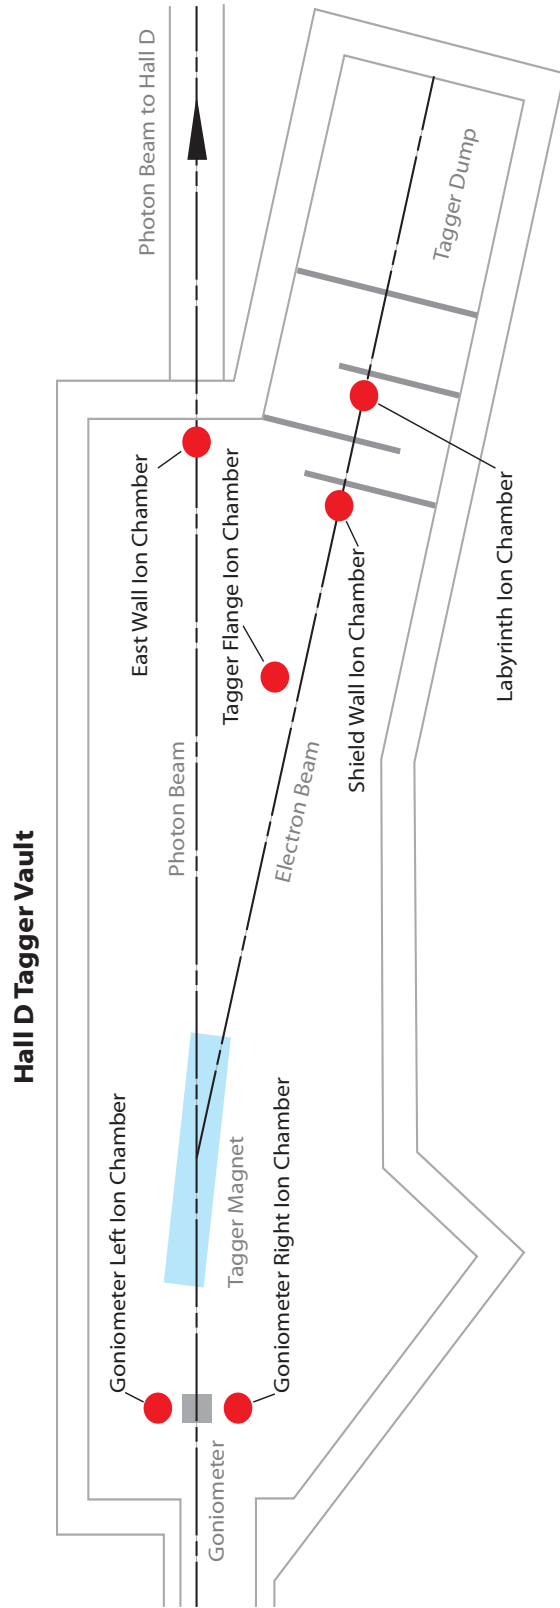 Hall D Tagger Vault
Goniometer
Goniometer Left Ion Chamber
Goniometer Right Ion Chamber
Tagger Magnet
Photon Beam
Electron Beam
East Wall Ion Chamber
Tagger Flange Ion Chamber
Shield Wall Ion Chamber
Labyrinth Ion Chamber
Photon Beam to Hall D
Tagger Dump